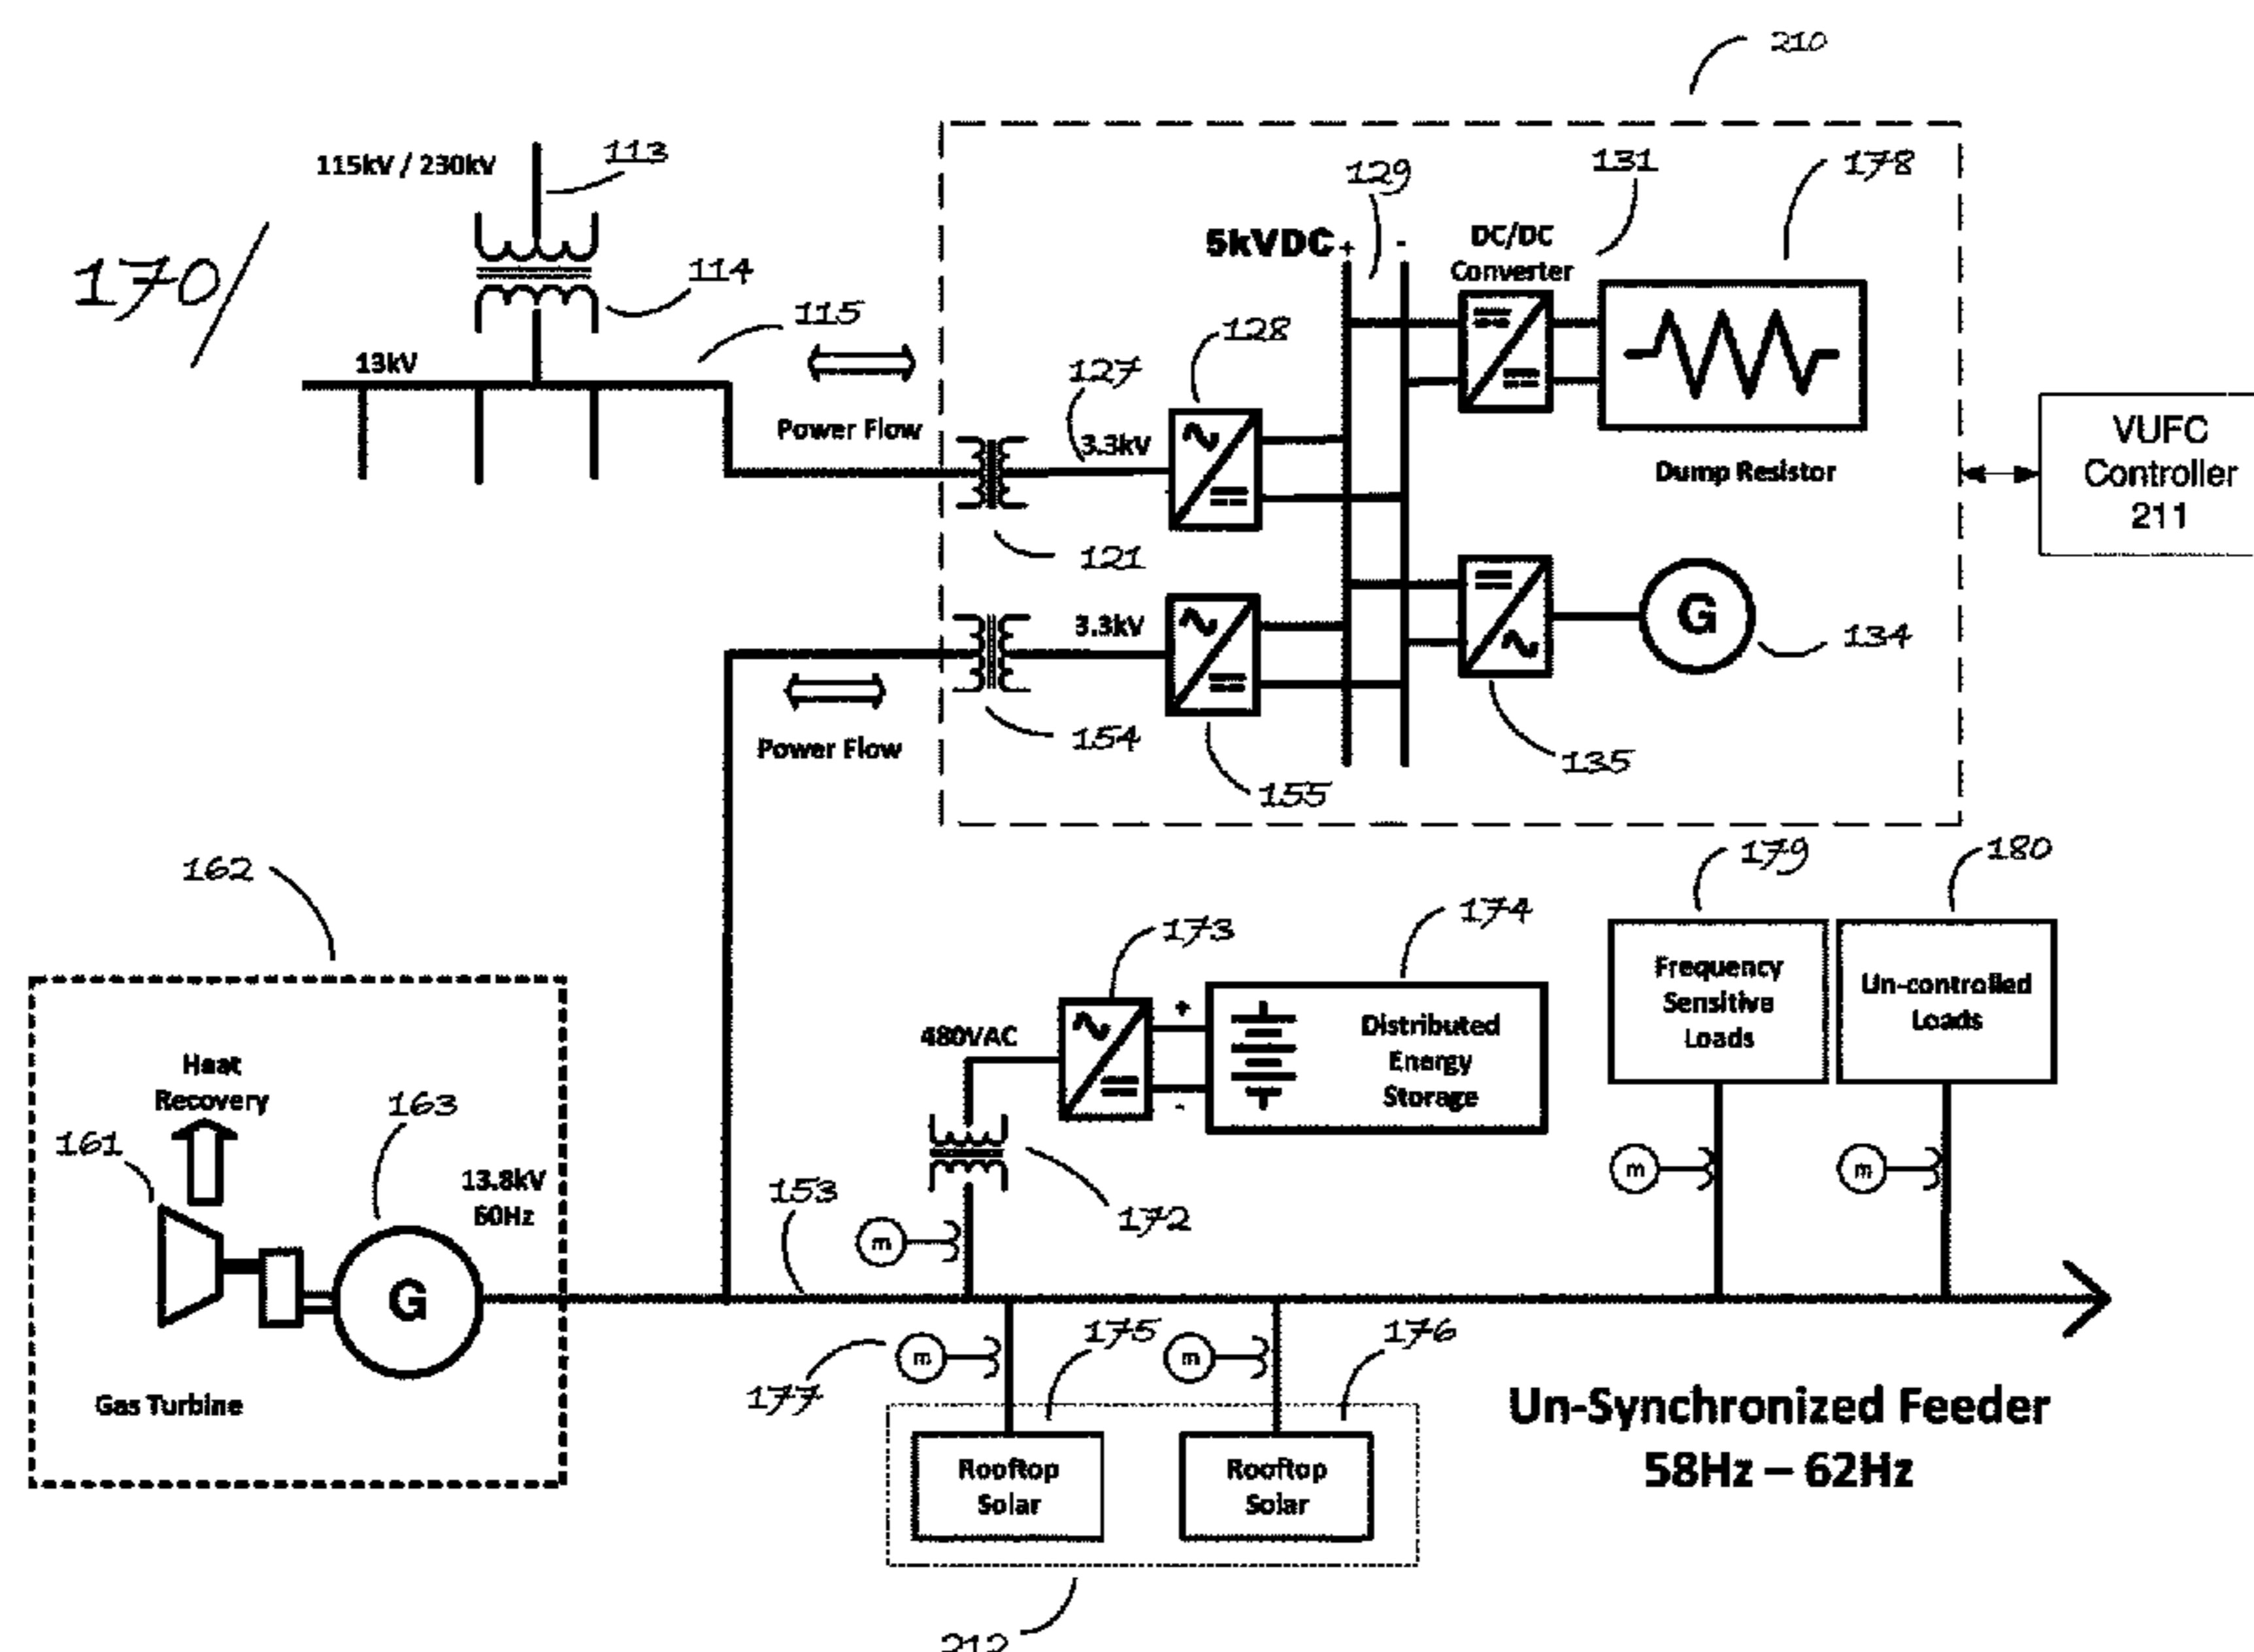 210
115kV / 230kV
113
170
114
115
13kV
Power Flow
127
3.3kV
128
129
5kVDC + -
DC/DC
Converter
131
178
Dump Resistor
VUFC
Controller
211
121
3.3kV
154
155
Power Flow
G
134
135
162
179
180
173
174
480VAC
+
-
Distributed
Energy
Storage
Frequency
Sensitive
Loads
Un-controlled
Loads
Heat
Recovery
161
163
13.8kV
60Hz
G
Gas Turbine
153
172
m
m
m
177
m
175
m
176
Rooftop
Solar
Rooftop
Solar
Un-Synchronized Feeder
58Hz – 62Hz
212